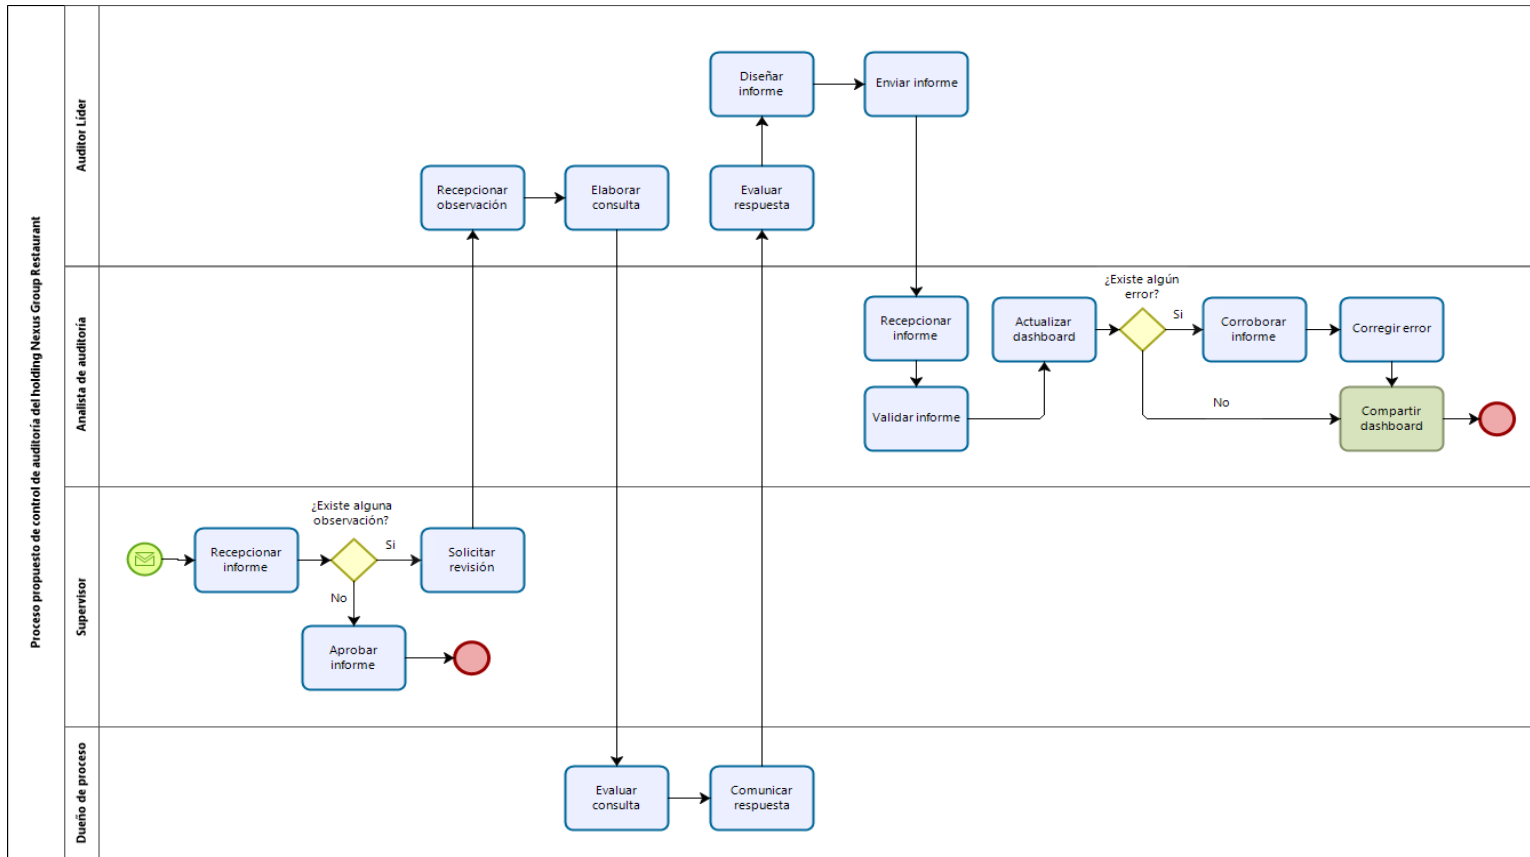 Proceso propuesto de control de auditoría del holding Nexus Group Restaurant
Auditor Líder
Diseñar
informe
Enviar informe
Recepcionar
observación
Elaborar
consulta
Evaluar
respuesta
Analista de auditoría
¿Existe algún
error?
Recepcionar
informe
Actualizar
dashboard
Si
Corroborar
informe
Corregir error
Validar informe
No
Compartir
dashboard
Supervisor
¿Existe alguna
observación?
Recepcionar
informe
Si
Solicitar
revisión
No
Aprobar
informe
Dueño de proceso
Evaluar
consulta
Comunicar
respuesta